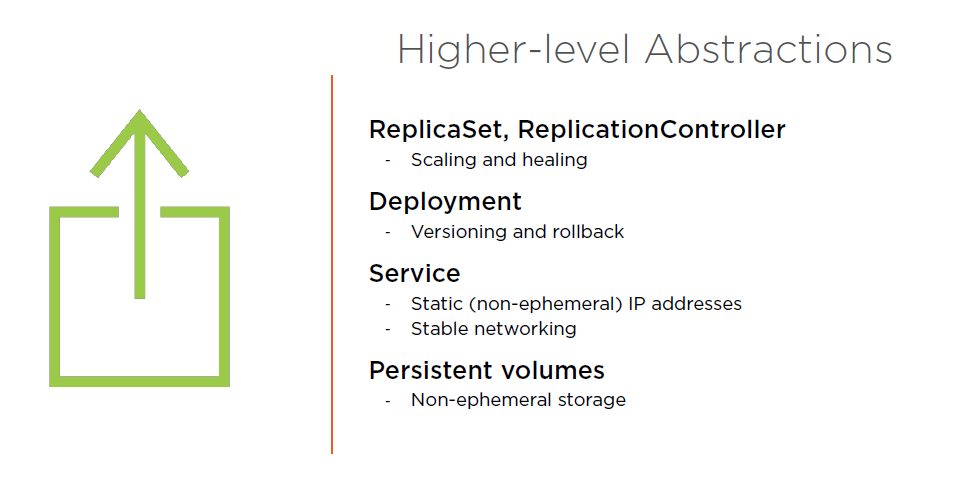 Higher-level Abstractions
ReplicaSet, ReplicationController
- Scaling and healing
Deployment
- Versioning and rollback
Service
- Static (non-ephemeral) IP addresses
- Stable networking
Persistent volumes
- Non-ephemeral storage